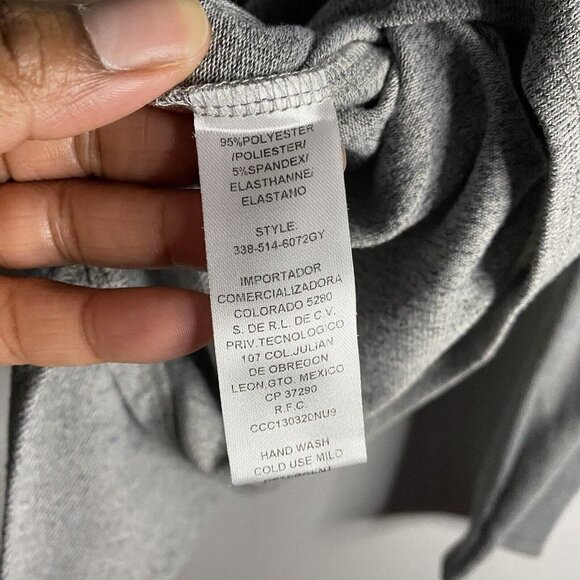 95%POLYESTER
/POLIESTER/
5%SPANDEX/
ELASTHANNE/
ELASTANO
STYLE
338-514-6072GY
IMPORTADOR
COMERCIALIZADORA
COLORADO 5280
S. DE R.L. DE C.V.
PRIV.TECNOLOGICO
107 COL.JULIAN
DE OBREGON
LEON,GTO. MEXICO
CP 37290
R.F.C.
CCC130320NU9
HAND WASH
COLD USE MILD
DETERGENT